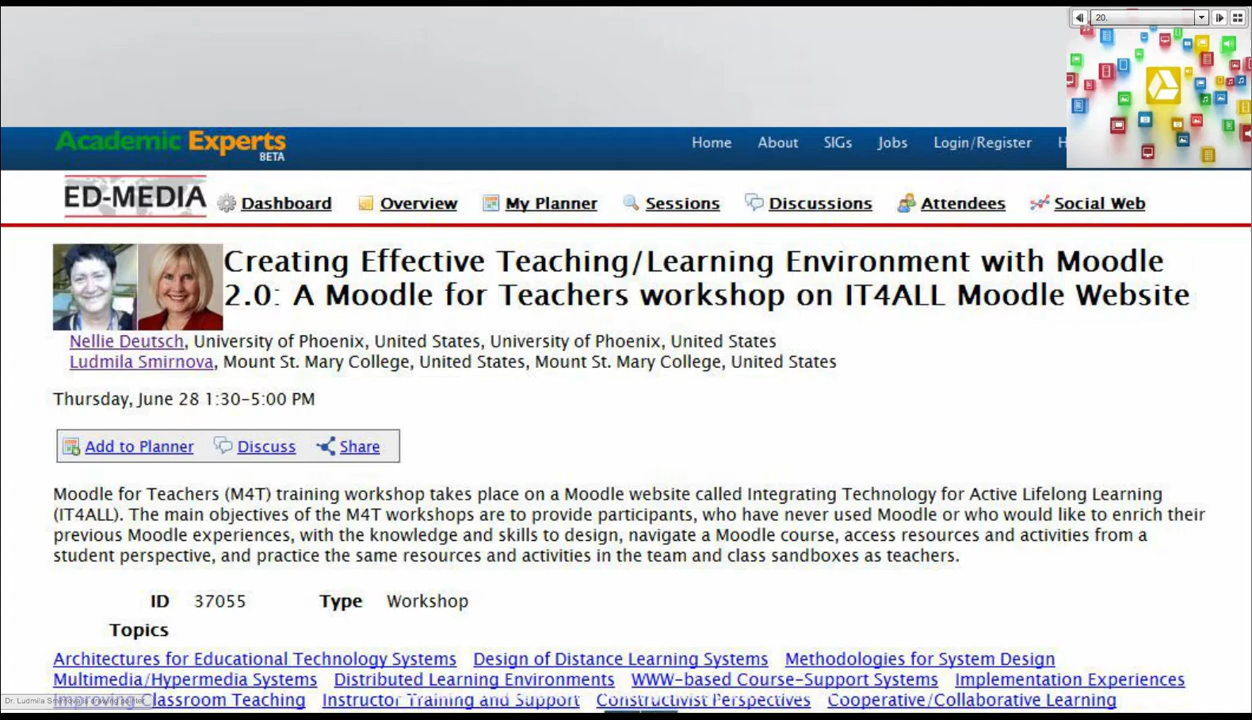 20.
Academic Experts
BETA
Home About SIGs Jobs Login/Register H
ED-MEDIA Dashboard Overview My Planner Sessions Discussions Attendees Social Web
Creating Effective Teaching/Learning Environment with Moodle
2.0: A Moodle for Teachers workshop on IT4ALL Moodle Website
Nellie Deutsch, University of Phoenix, United States, University of Phoenix, United States
Ludmila Smirnova, Mount St. Mary College, United States, Mount St. Mary College, United States
Thursday, June 28 1:30-5:00 PM
Add to Planner Discuss Share
Moodle for Teachers (M4T) training workshop takes place on a Moodle website called Integrating Technology for Active Lifelong Learning
(IT4ALL). The main objectives of the M4T workshops are to provide participants, who have never used Moodle or who would like to enrich their
previous Moodle experiences, with the knowledge and skills to design, navigate a Moodle course, access resources and activities from a
student perspective, and practice the same resources and activities in the team and class sandboxes as teachers.
ID 37055 Type Workshop
Topics
Architectures for Educational Technology Systems Design of Distance Learning Systems Methodologies for System Design
Multimedia/Hypermedia Systems Distributed Learning Environments WWW-based Course-Support Systems Implementation Experiences
Improving Classroom Teaching Instructor Training and Support Constructivist Perspectives Cooperative/Collaborative Learning
Dr. Ludmila Smirnova is drawing pointer